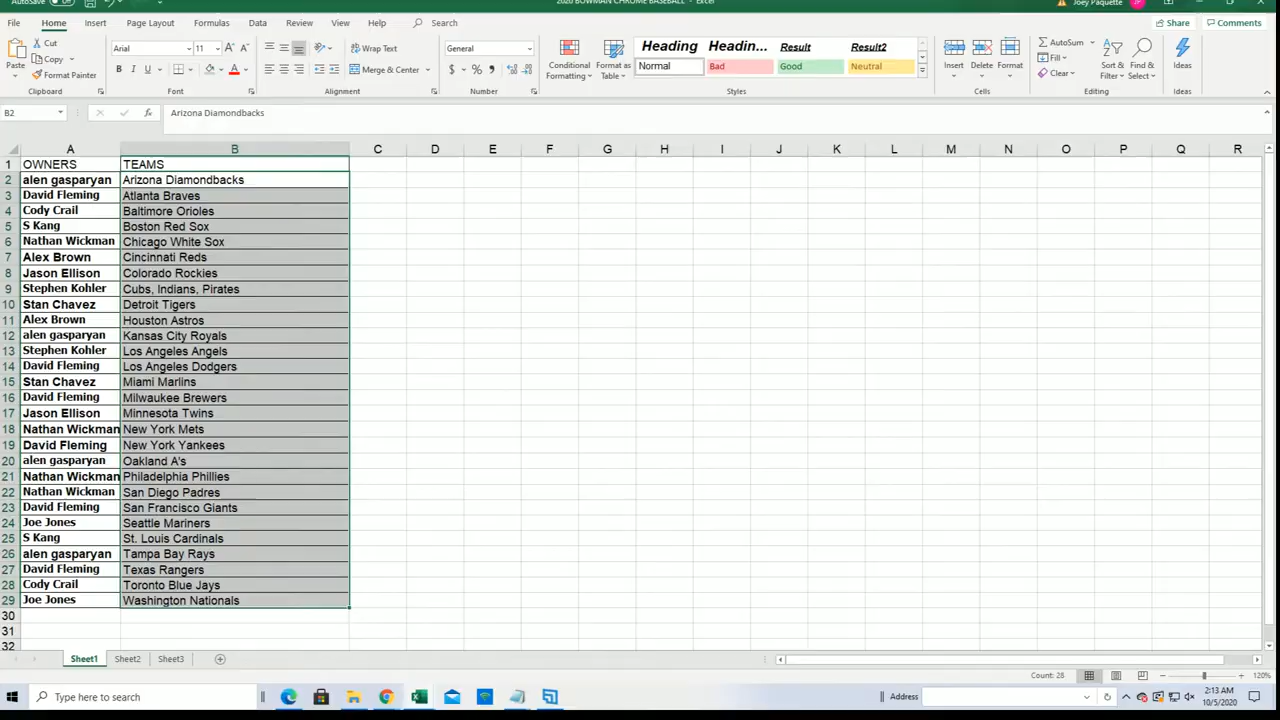 AutoSave Off 2020 BOWMAN CHROME BASEBALL - Excel Joey Paquette JP
File Home Insert Page Layout Formulas Data Review View Help Search Share Comments
Paste Cut Copy Format Painter Clipboard
Arial 11 A A B I U A Font
Wrap Text Merge & Center Alignment
General $ % , Number
Conditional Formatting Format as Table
Heading Headin... Result Result2
Normal Bad Good Neutral
Styles
Insert Delete Format Cells
AutoSum Fill Clear Sort & Filter Find & Select Editing
Ideas Ideas
B2 fx Arizona Diamondbacks
A B C D E F G H I J K L M N O P Q R
1 OWNERS TEAMS
2 alen gasparyan Arizona Diamondbacks
3 David Fleming Atlanta Braves
4 Cody Crail Baltimore Orioles
5 S Kang Boston Red Sox
6 Nathan Wickman Chicago White Sox
7 Alex Brown Cincinnati Reds
8 Jason Ellison Colorado Rockies
9 Stephen Kohler Cubs, Indians, Pirates
10 Stan Chavez Detroit Tigers
11 Alex Brown Houston Astros
12 alen gasparyan Kansas City Royals
13 Stephen Kohler Los Angeles Angels
14 David Fleming Los Angeles Dodgers
15 Stan Chavez Miami Marlins
16 David Fleming Milwaukee Brewers
17 Jason Ellison Minnesota Twins
18 Nathan Wickman New York Mets
19 David Fleming New York Yankees
20 alen gasparyan Oakland A's
21 Nathan Wickman Philadelphia Phillies
22 Nathan Wickman San Diego Padres
23 David Fleming San Francisco Giants
24 Joe Jones Seattle Mariners
25 S Kang St. Louis Cardinals
26 alen gasparyan Tampa Bay Rays
27 David Fleming Texas Rangers
28 Cody Crail Toronto Blue Jays
29 Joe Jones Washington Nationals
30
31
32
Sheet1 Sheet2 Sheet3
Count: 28 120%
Type here to search Address 2:13 AM
10/5/2020